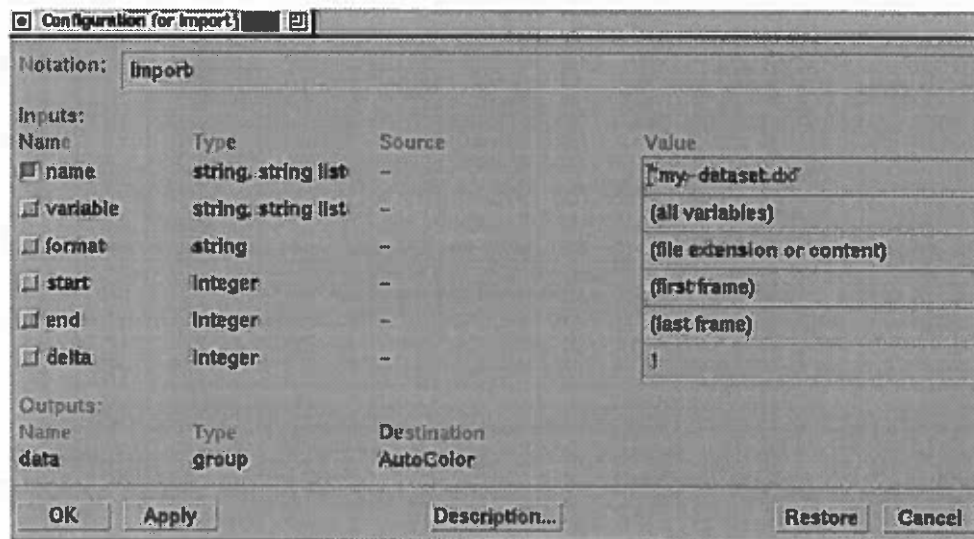 Configuration for Import
Notation: Import
Inputs:
Name Type Source Value
name string, string list - "my-dataset.dx"
variable string, string list - (all variables)
format string - (file extension or content)
start Integer - (first frame)
end Integer - (last frame)
delta Integer - 1
Outputs:
Name Type Destination
data group AutoColor
OK Apply Description... Restore Cancel